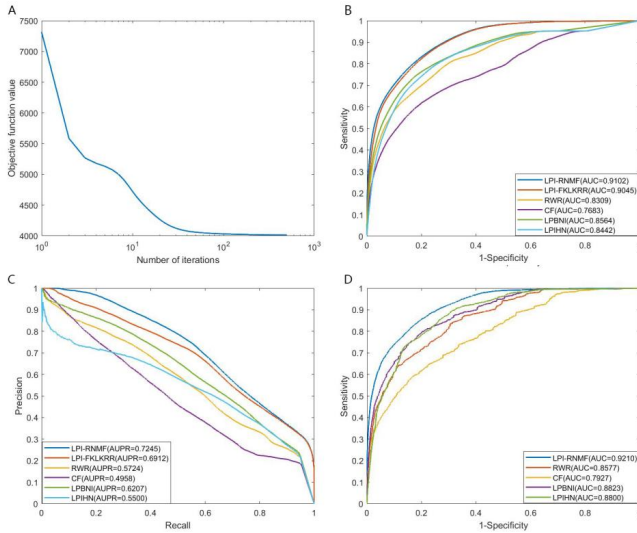 A
7500
7000
6500
6000
5500
5000
4500
4000
Objective function value
10^0
10^1
10^2
10^3
Number of iterations
B
1
0.9
0.8
0.7
0.6
0.5
0.4
0.3
0.2
0.1
0
Sensitivity
LPI-RNMF(AUC=0.9102)
LPI-FKLKRR(AUC=0.9045)
RWR(AUC=0.8309)
CF(AUC=0.7683)
LPBNI(AUC=0.8564)
LPIHN(AUC=0.8442)
0 0.2 0.4 0.6 0.8
1-Specificity
C
1
0.9
0.8
0.7
0.6
0.5
0.4
0.3
0.2
0.1
0
Precision
LPI-RNMF(AUPR=0.7245)
LPI-FKLKRR(AUPR=0.6912)
RWR(AUPR=0.5724)
CF(AUPR=0.4958)
LPBNI(AUPR=0.6207)
LPIHN(AUPR=0.5500)
0 0.2 0.4 0.6 0.8 1
Recall
D
1
0.9
0.8
0.7
0.6
0.5
0.4
0.3
0.2
0.1
0
Sensitivity
LPI-RNMF(AUC=0.9210)
RWR(AUC=0.8577)
CF(AUC=0.7927)
LPBNI(AUC=0.8823)
LPIHN(AUC=0.8800)
0 0.2 0.4 0.6 0.8
1-Specificity